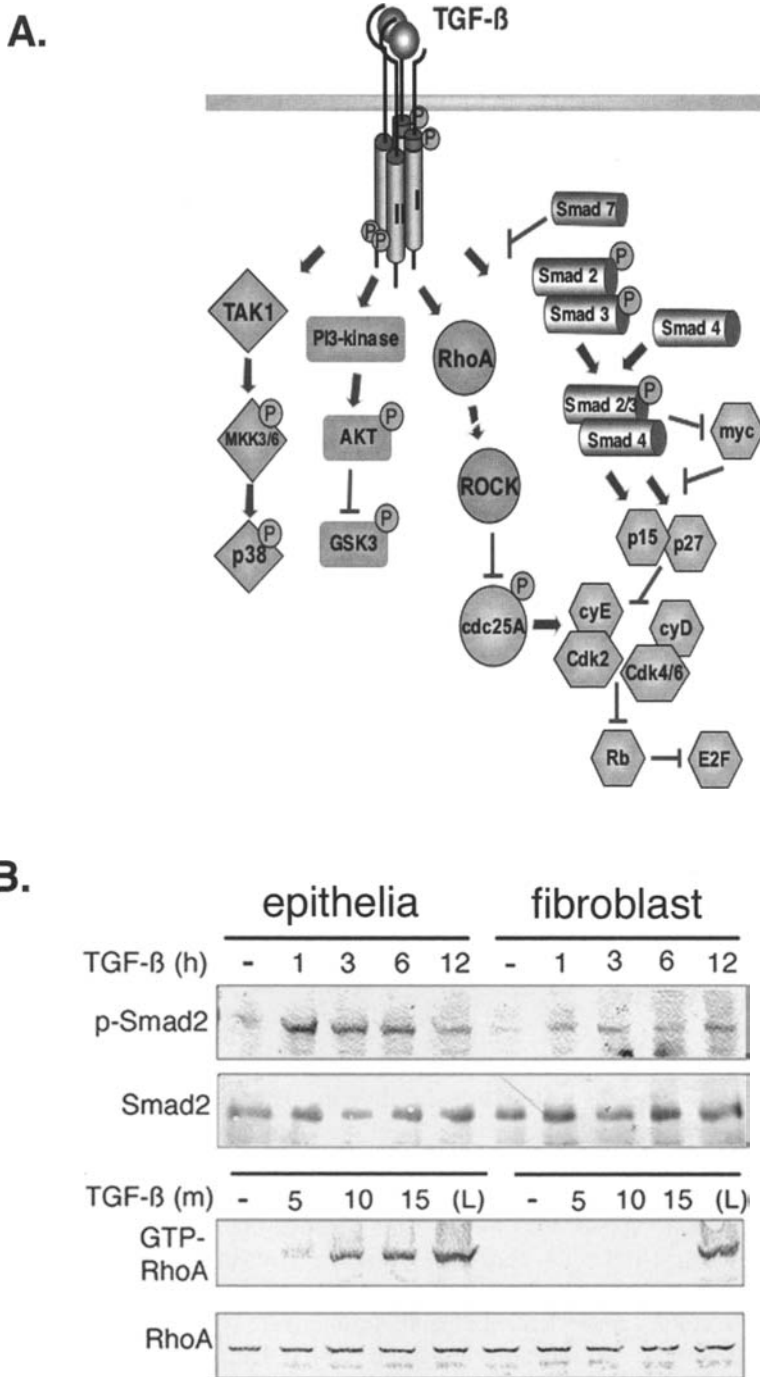 A.
TGF-ß
P
P
I
II
P
P
Smad 7
Smad 2
P
Smad 3
P
Smad 4
TAK1
PI3-kinase
RhoA
MKK3/6
P
AKT
P
ROCK
Smad 2/3
P
Smad 4
myc
p38
P
GSK3
P
p15
p27
cdc25A
P
cyE
cyD
Cdk2
Cdk4/6
Rb
E2F
B.
epithelia fibroblast
TGF-ß (h) - 1 3 6 12 - 1 3 6 12
p-Smad2
Smad2
TGF-ß (m) - 5 10 15 (L) - 5 10 15 (L)
GTP-
RhoA
RhoA